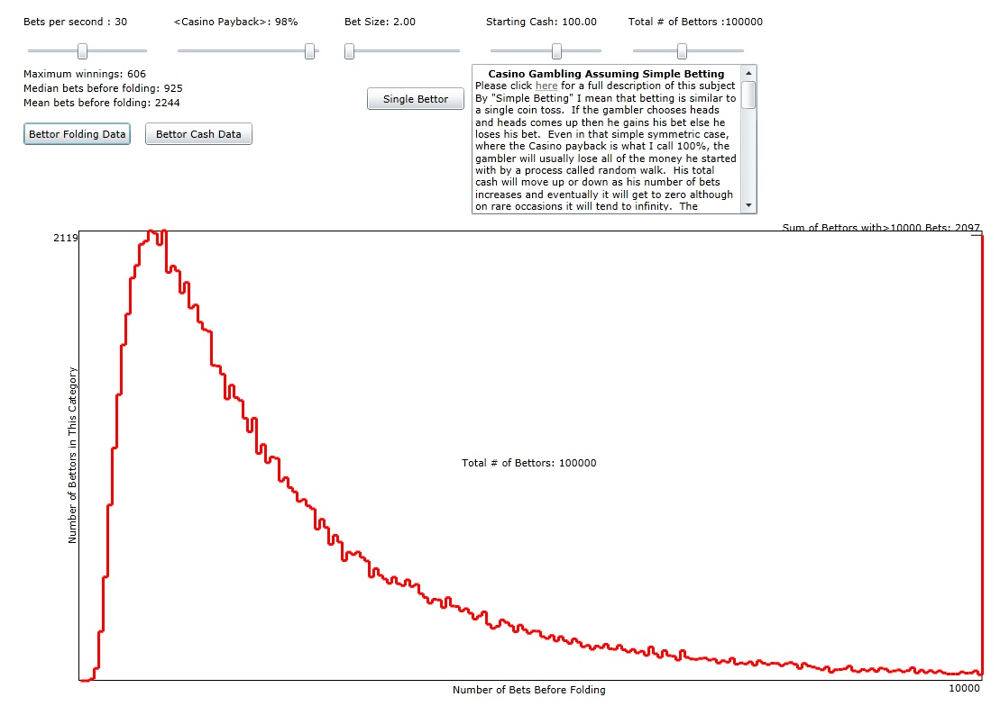 Bets per second : 30
<Casino Payback>: 98%
Bet Size: 2.00
Starting Cash: 100.00
Total # of Bettors :100000
Maximum winnings: 606
Median bets before folding: 925
Mean bets before folding: 2244
Single Bettor
Bettor Folding Data
Bettor Cash Data
Casino Gambling Assuming Simple Betting
Please click here for a full description of this subject
By "Simple Betting" I mean that betting is similar to
a single coin toss.  If the gambler chooses heads
and heads comes up then he gains his bet else he
loses his bet.  Even in that simple symmetric case,
where the Casino payback is what I call 100%, the
gambler will usually lose all of the money he started
with by a process called random walk.  His total
cash will move up or down as his number of bets
increases and eventually it will get to zero although
on rare occasions it will tend to infinity.  The
Sum of Bettors with>10000 Bets: 2097
2119
Number of Bettors in This Category
Total # of Bettors: 100000
Number of Bets Before Folding
10000